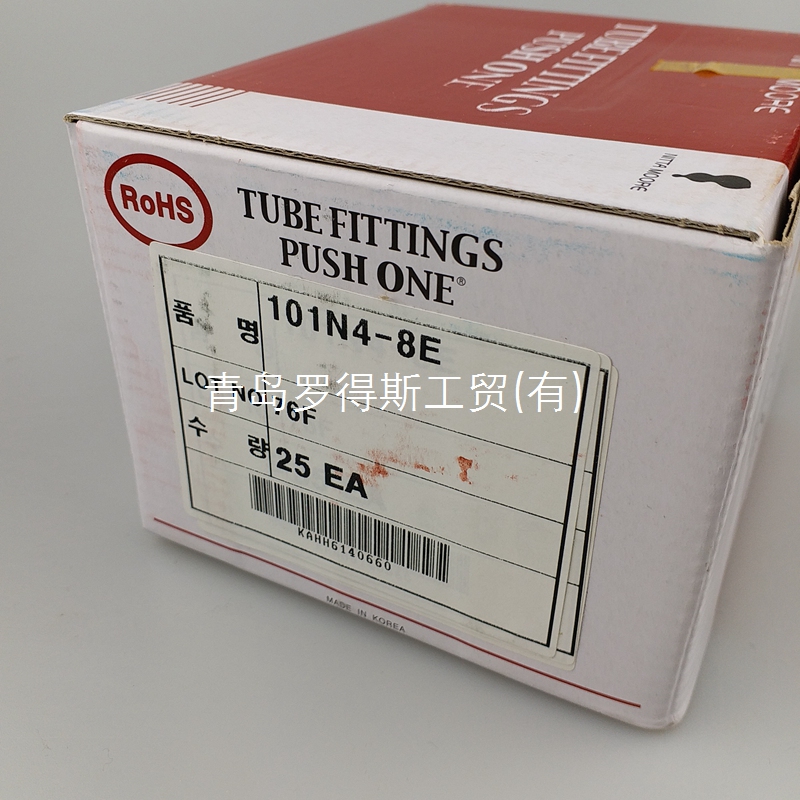 TUBE FITTINGS
PUSH ONE
MOORE
NITTA MOORE
RoHS
TUBE FITTINGS
PUSH ONE®
품 명 101N4-8E
LOT NO 76F
青岛罗得斯工贸(有)
수 량 25 EA
KAHH6140660
MADE IN KOREA